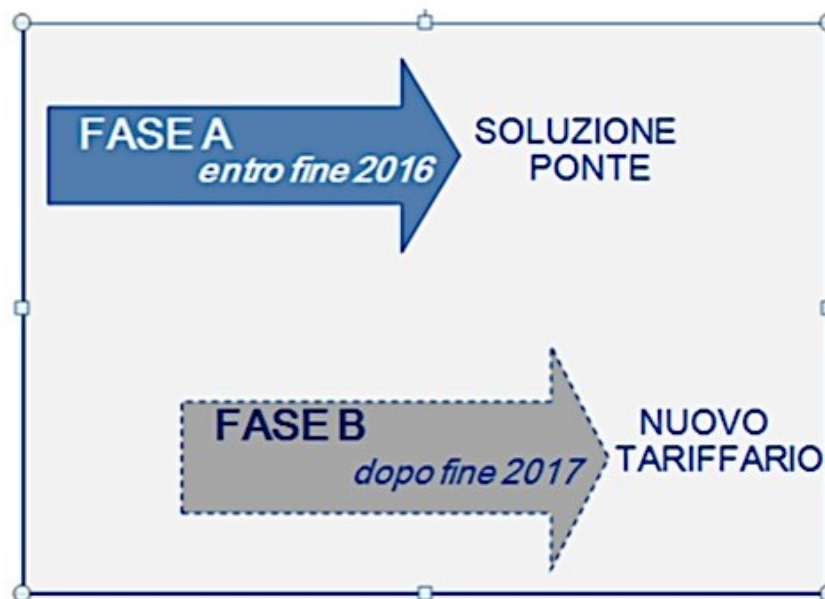 FASE A
entro fine 2016
SOLUZIONE
PONTE
FASE B
dopo fine 2017
NUOVO
TARIFFARIO